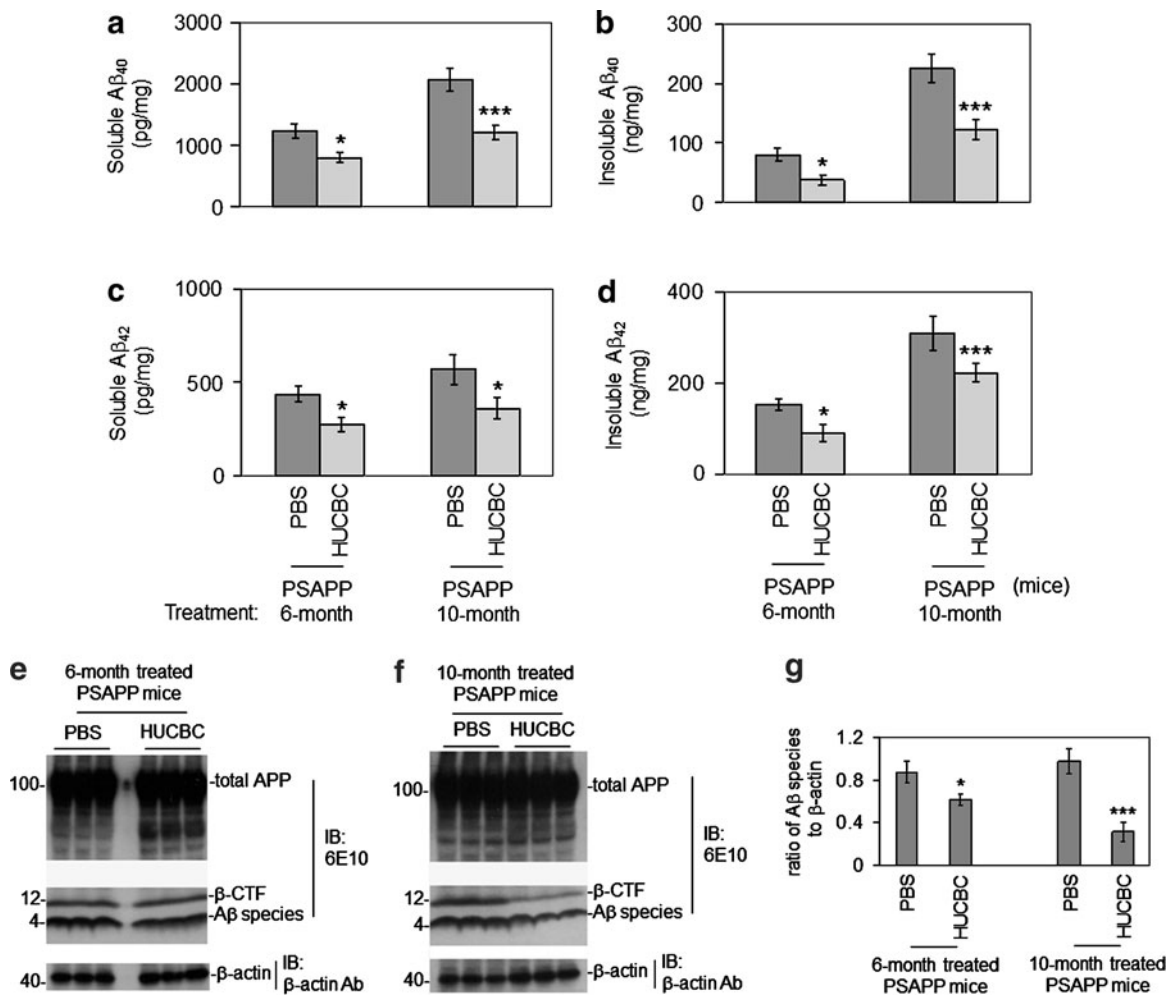 a
Soluble Aβ40
(pg/mg)
3000
2000
1000
0
*
***
b
Insoluble Aβ40
(ng/mg)
300
200
100
0
*
***
c
Soluble Aβ42
(pg/mg)
1000
500
0
*
*
PBS
HUCBC
PBS
HUCBC
PSAPP
PSAPP
Treatment: 6-month
10-month
d
Insoluble Aβ42
(ng/mg)
400
200
0
*
***
PBS
HUCBC
PBS
HUCBC
PSAPP
PSAPP (mice)
6-month
10-month
e
6-month treated
PSAPP mice
PBS HUCBC
100-
-total APP
IB:
6E10
12-
-β-CTF
4-
-Aβ species
40-
-β-actin
IB:
β-actin Ab
f
10-month treated
PSAPP mice
PBS HUCBC
100-
-total APP
IB:
6E10
12-
-β-CTF
4-
-Aβ species
40-
-β-actin
IB:
β-actin Ab
g
ratio of Aβ species
to β-actin
1.2
0.8
0.4
0
*
***
PBS
HUCBC
PBS
HUCBC
6-month treated
PSAPP mice
10-month treated
PSAPP mice